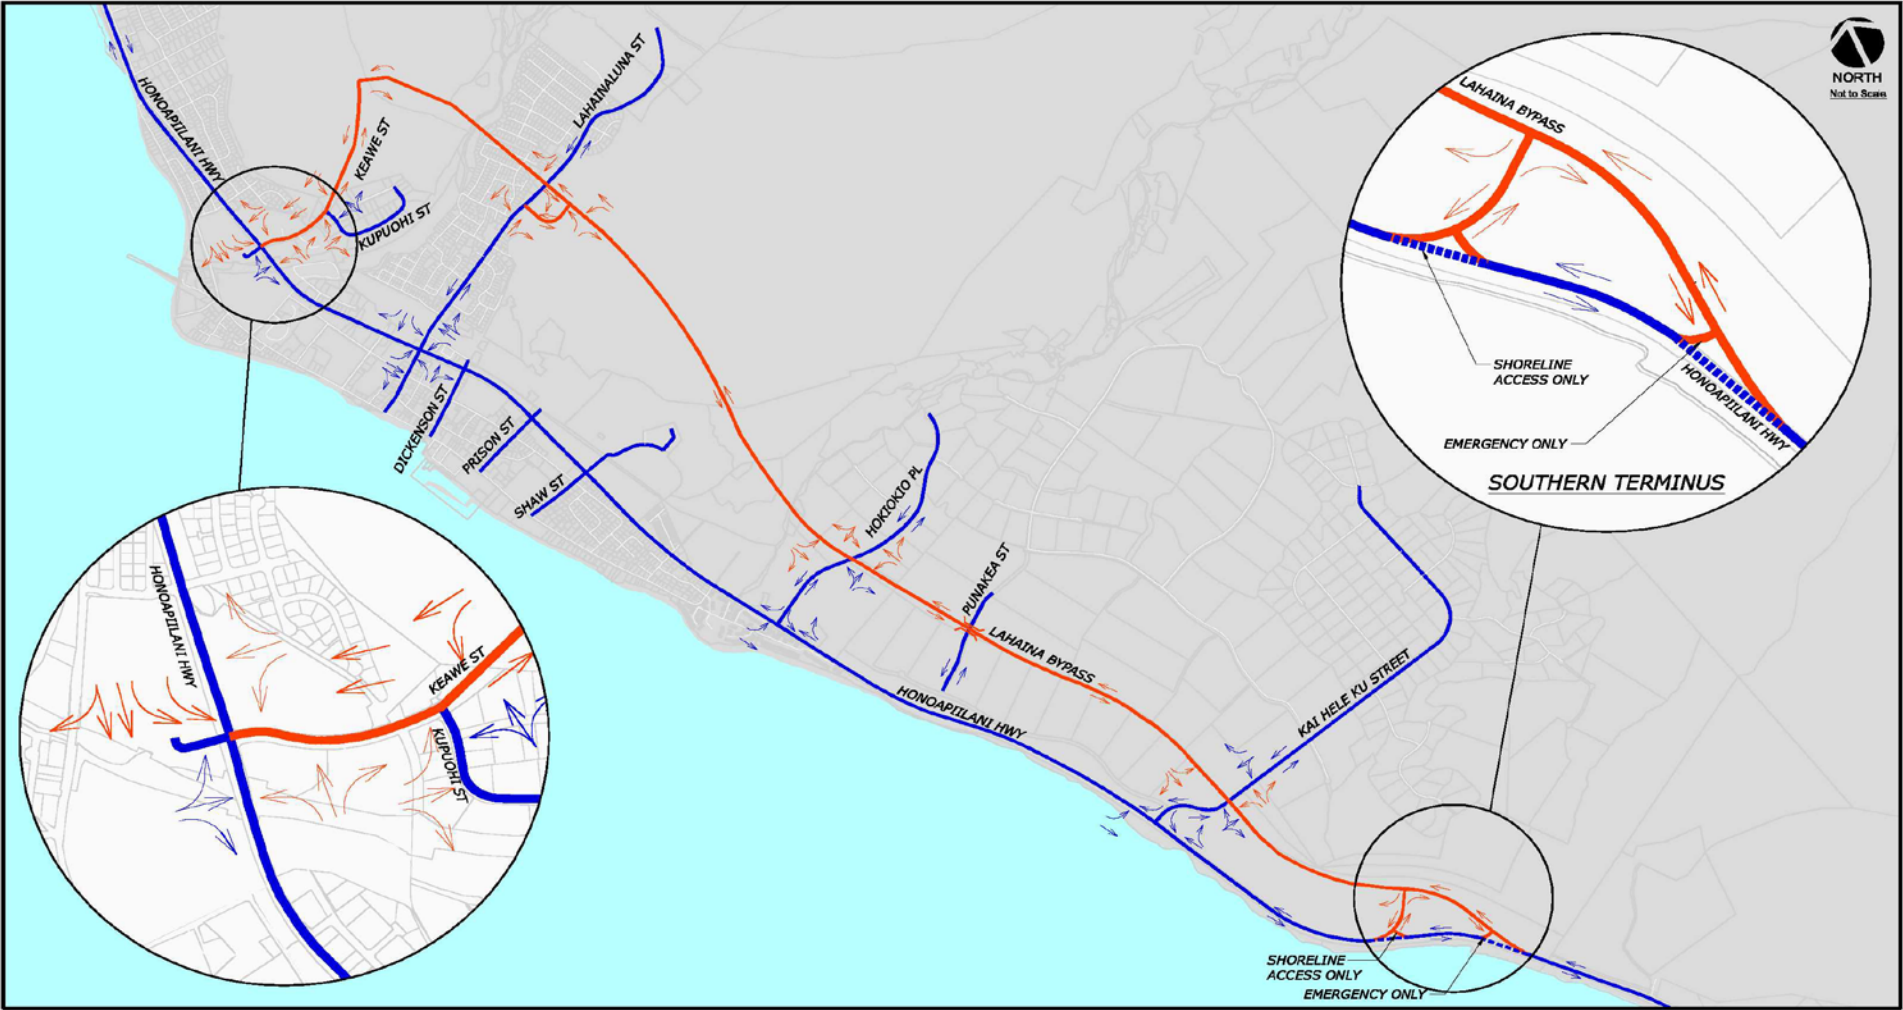 NORTH
Not to Scale
HONOAPIILANI HWY
KEAWE ST
KUPUOHI ST
LAHAINALUNA ST
DICKENSON ST
PRISON ST
SHAW ST
HOKIOKIO PL
PUNAKEA ST
LAHAINA BYPASS
HONOAPIILANI HWY
KAI HELE KU STREET
SHORELINE
ACCESS ONLY
EMERGENCY ONLY
LAHAINA BYPASS
SHORELINE
ACCESS ONLY
EMERGENCY ONLY
HONOAPIILANI HWY
SOUTHERN TERMINUS
HONOAPIILANI HWY
KEAWE ST
KUPUOHI ST